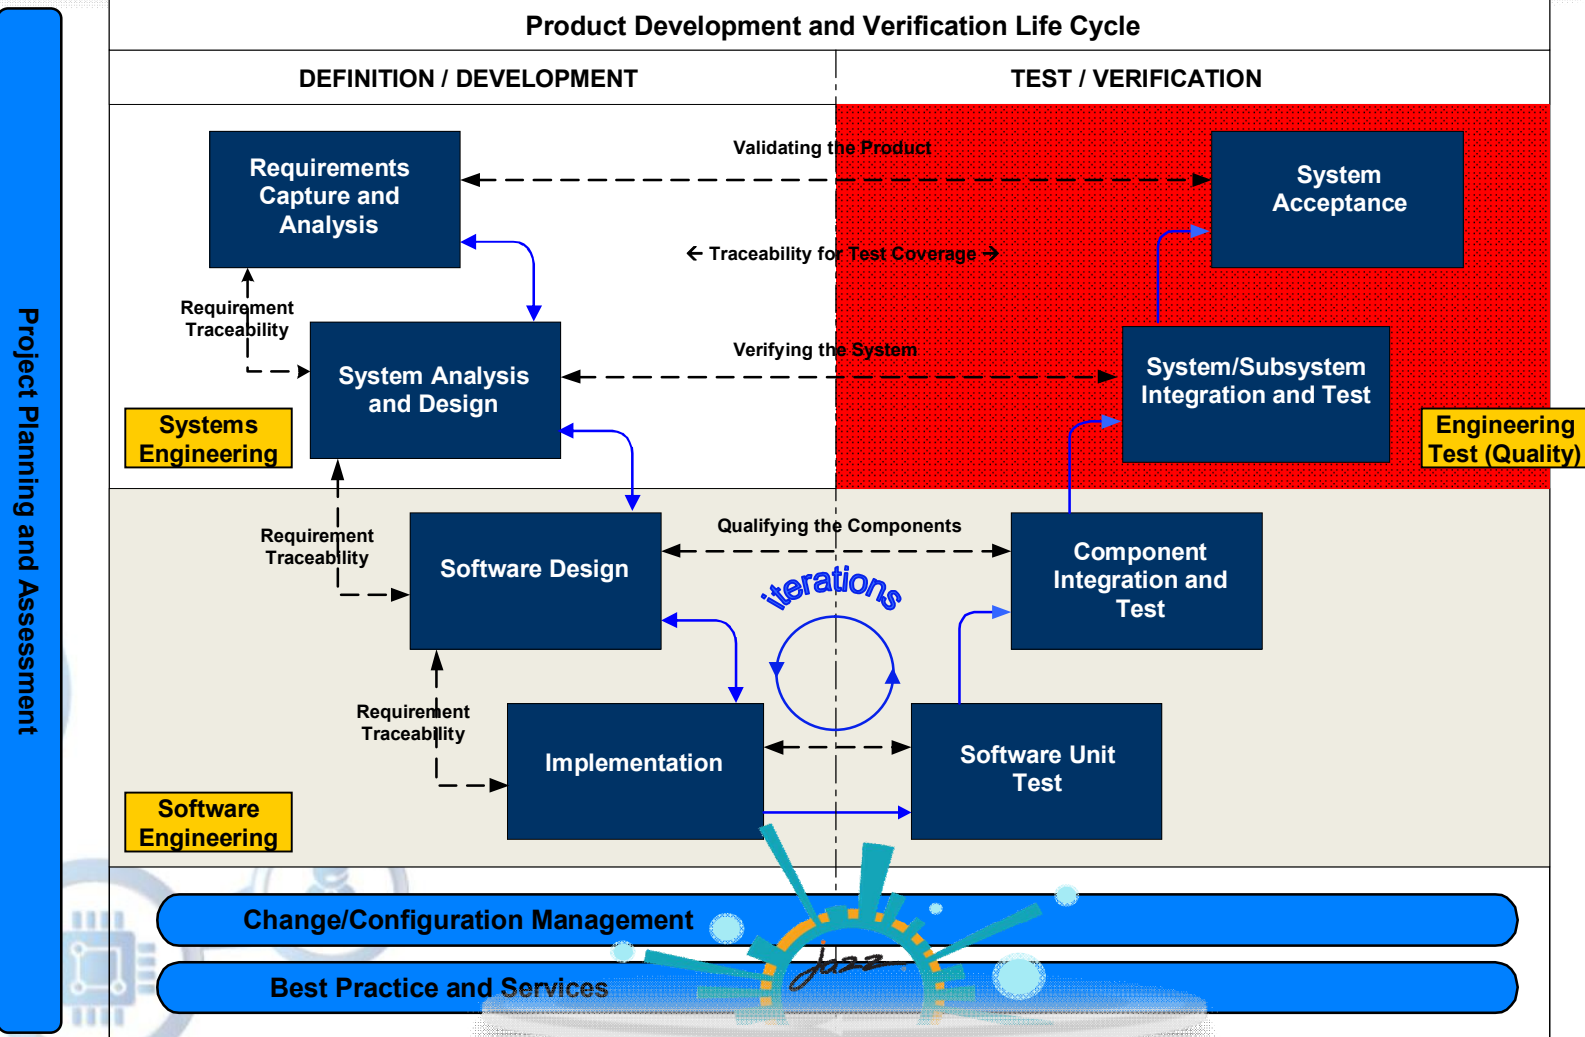 Product Development and Verification Life Cycle
DEFINITION / DEVELOPMENT
TEST / VERIFICATION
Project Planning and Assessment
Requirements
Capture and
Analysis
Validating the Product
System
Acceptance
← Traceability for Test Coverage →
Requirement
Traceability
System Analysis
and Design
Verifying the System
System/Subsystem
Integration and Test
Systems
Engineering
Engineering
Test (Quality)
Requirement
Traceability
Software Design
Qualifying the Components
Component
Integration and
Test
iterations
Requirement
Traceability
Implementation
Software Unit
Test
Software
Engineering
Change/Configuration Management
jazz
Best Practice and Services